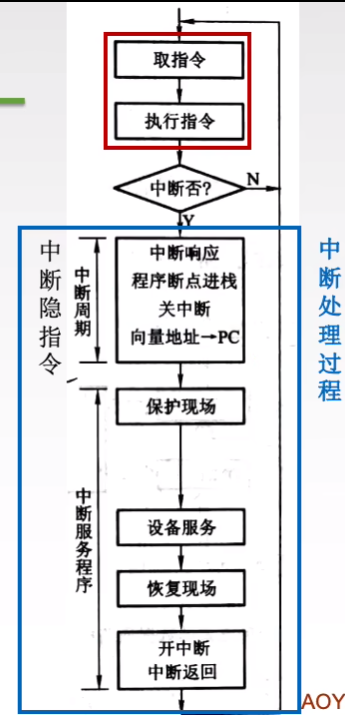 取指令
执行指令
中断否?
N
Y
中断隐指令
中断周期
中断响应
程序断点进栈
关中断
向量地址→PC
中断处理过程
中断服务程序
保护现场
设备服务
恢复现场
开中断
中断返回
AOY